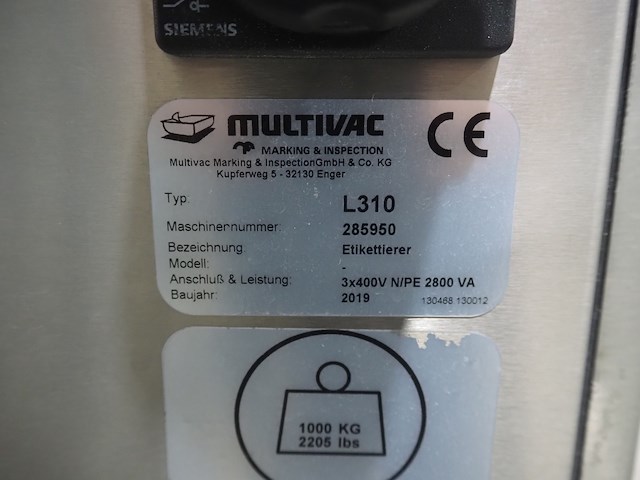 SIEMENS
MULTIVAC
MARKING & INSPECTION
CE
Multivac Marking & InspectionGmbH & Co. KG
Kupferweg 5 - 32130 Enger
Typ: L310
Maschinennummer: 285950
Bezeichnung: Etikettierer
Modell: -
Anschluß & Leistung: 3x400V N/PE 2800 VA
Baujahr: 2019 130468 130012
1000 KG
2205 lbs